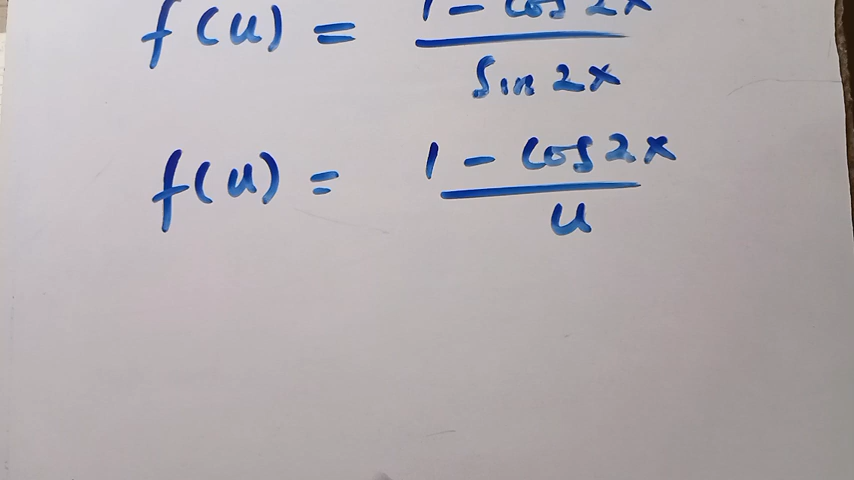 f(u) = (1 - cos 2x) / (sin 2x)
f(u) = (1 - cos 2x) / u